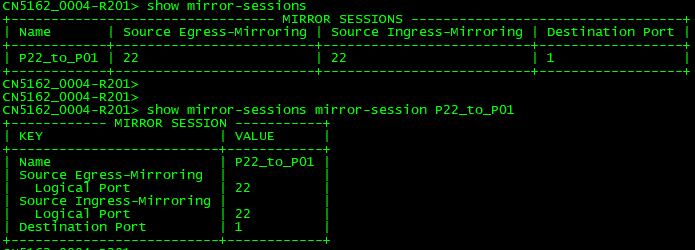 CN5162_0004-R201> show mirror-sessions
+------------------------------- MIRROR SESSIONS --------------------------------+
| Name | Source Egress-Mirroring | Source Ingress-Mirroring | Destination Port |
+-----------+-------------------------+--------------------------+------------------+
| P22_to_P01 | 22 | 22 | 1 |
+-----------+-------------------------+--------------------------+------------------+
CN5162_0004-R201>
CN5162_0004-R201>
CN5162_0004-R201> show mirror-sessions mirror-session P22_to_P01
+------------ MIRROR SESSION -----------+
| KEY | VALUE |
+--------------------------+------------+
| Name | P22_to_P01 |
| Source Egress-Mirroring | |
| Logical Port | 22 |
| Source Ingress-Mirroring | |
| Logical Port | 22 |
| Destination Port | 1 |
+--------------------------+------------+
CN5162_0004-R201>